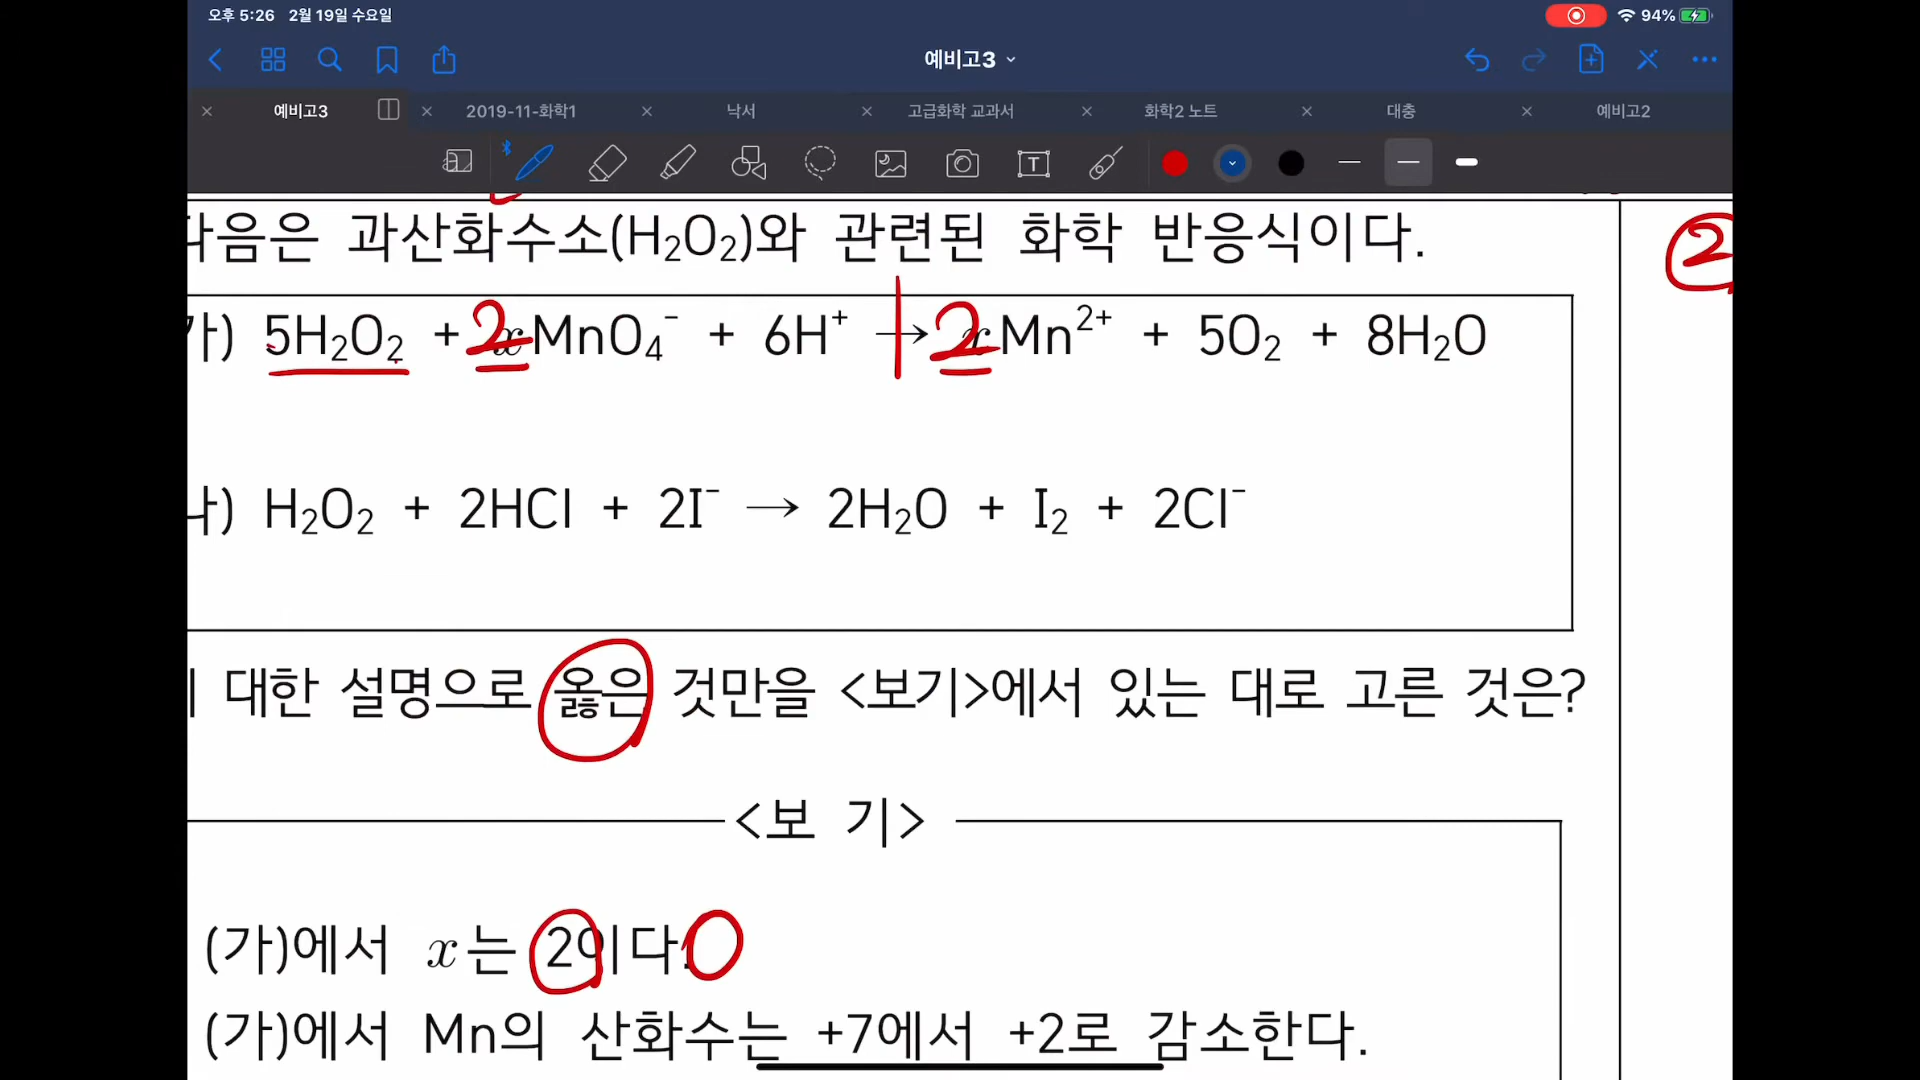 오후 5:26 2월 19일 수요일 94%
예비고3
예비고3 2019-11-화학1 낙서 고급화학 교과서 화학2 노트 대충 예비고2
다음은 과산화수소(H₂O₂)와 관련된 화학 반응식이다.
2
가) 5H₂O₂ + 2 xMnO₄⁻ + 6H⁺ → 2 xMn²⁺ + 5O₂ + 8H₂O
나) H₂O₂ + 2HCl + 2I⁻ → 2H₂O + I₂ + 2Cl⁻
대한 설명으로 옳은 것만을 <보기>에서 있는 대로 고른 것은?
<보 기>
(가)에서 x는 2이다.
(가)에서 Mn의 산화수는 +7에서 +2로 감소한다.